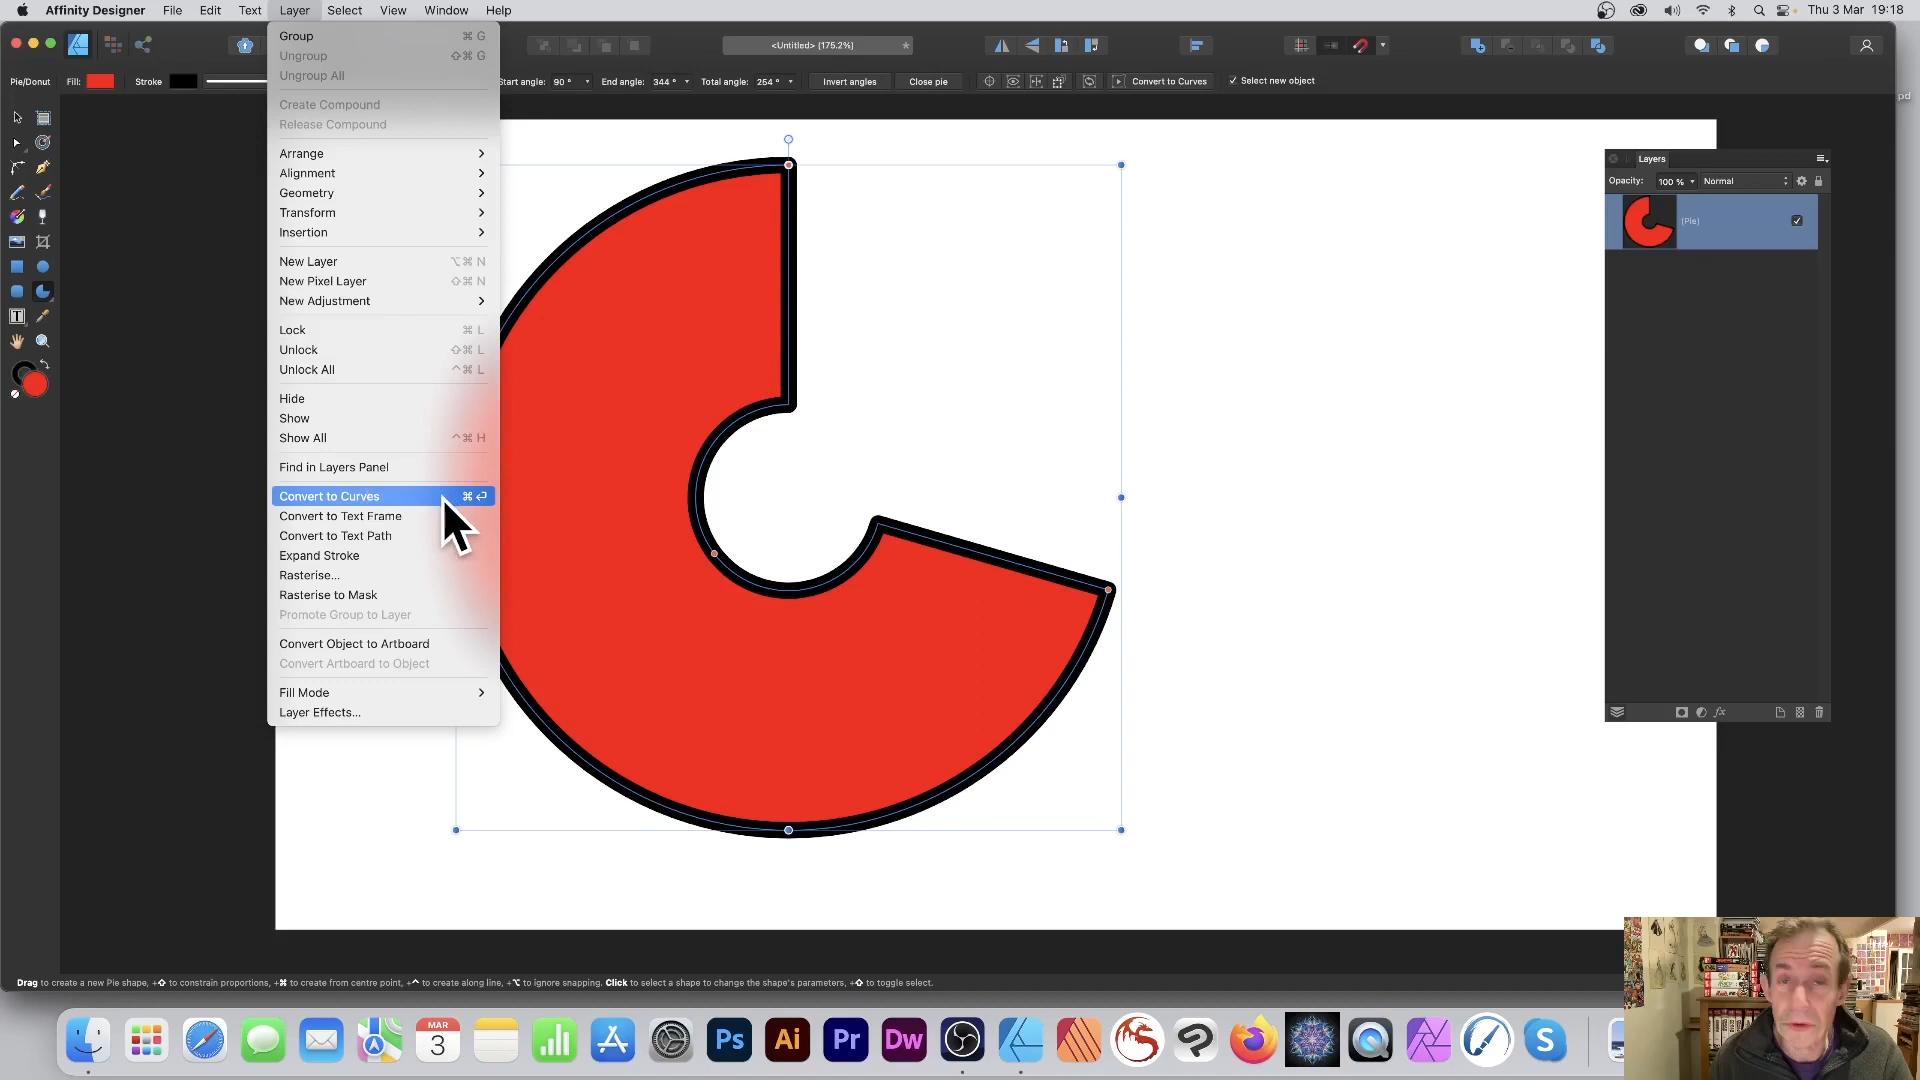 Affinity Designer File Edit Text Layer Select View Window Help Thu 3 Mar 19:18
<Untitled> (175.2%)
Pie/Donut Fill: Stroke Start angle: 90 ° End angle: 344 ° Total angle: 254 ° Invert angles Close pie Convert to Curves Select new object
Group ⌘ G
Ungroup ⇧⌘ G
Ungroup All
Create Compound
Release Compound
Arrange
Alignment
Geometry
Transform
Insertion
New Layer ⌥⌘ N
New Pixel Layer ⇧⌘ N
New Adjustment
Lock ⌘ L
Unlock ⇧⌘ L
Unlock All ^⌘ L
Hide
Show
Show All ^⌘ H
Find in Layers Panel
Convert to Curves ⌘ ⏎
Convert to Text Frame
Convert to Text Path
Expand Stroke
Rasterise...
Rasterise to Mask
Promote Group to Layer
Convert Object to Artboard
Convert Artboard to Object
Fill Mode
Layer Effects...
pd
Layers
Opacity: 100 % Normal
(Pie)
Drag to create a new Pie shape, +⇧ to constrain proportions, +⌘ to create from centre point, +^ to create along line, +⌥ to ignore snapping. Click to select a shape to change the shape's parameters, +⇧ to toggle select.
MAR
3
Ps Ai Pr Dw